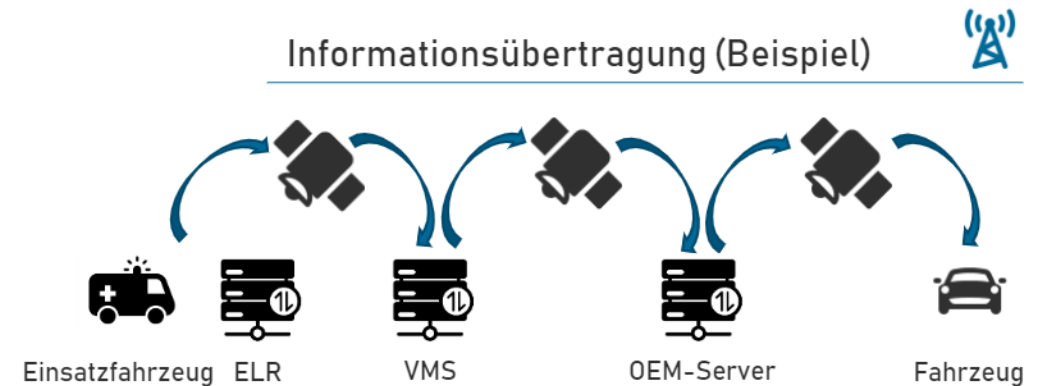 Informationsübertragung (Beispiel)
Einsatzfahrzeug ELR VMS OEM-Server Fahrzeug